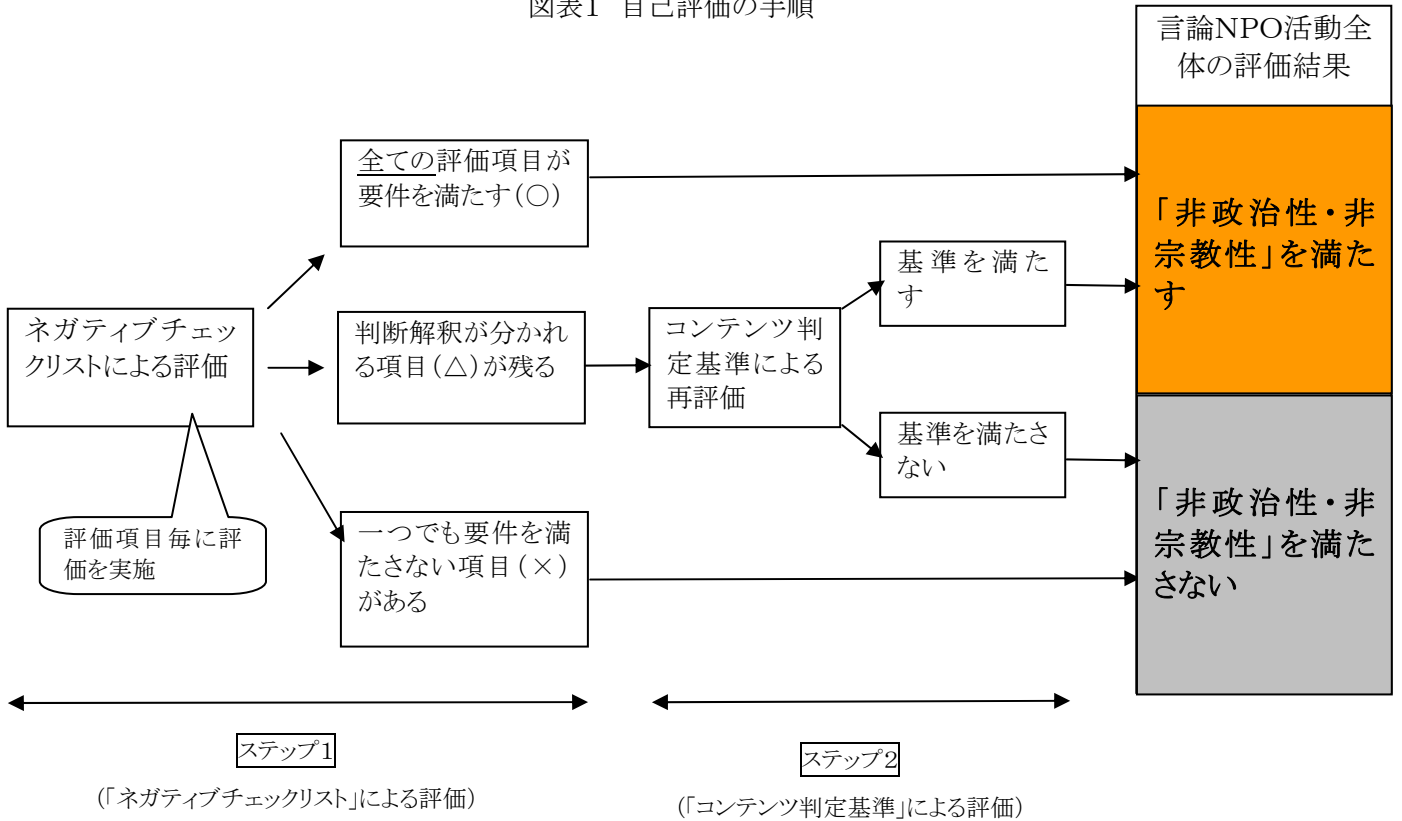 図表1 自己評価の手順
言論NPO活動全
体の評価結果
全ての評価項目が
要件を満たす(○)
「非政治性・非
宗教性」を満た
す
基準を満た
す
ネガティブチェッ
クリストによる評価
判断解釈が分かれ
る項目(△)が残る
コンテンツ判
定基準による
再評価
基準を満たさ
ない
「非政治性・非
宗教性」を満た
さない
評価項目毎に評
価を実施
一つでも要件を満
たさない項目(×)
がある
ステップ1
(「ネガティブチェックリスト」による評価)
ステップ2
(「コンテンツ判定基準」による評価)